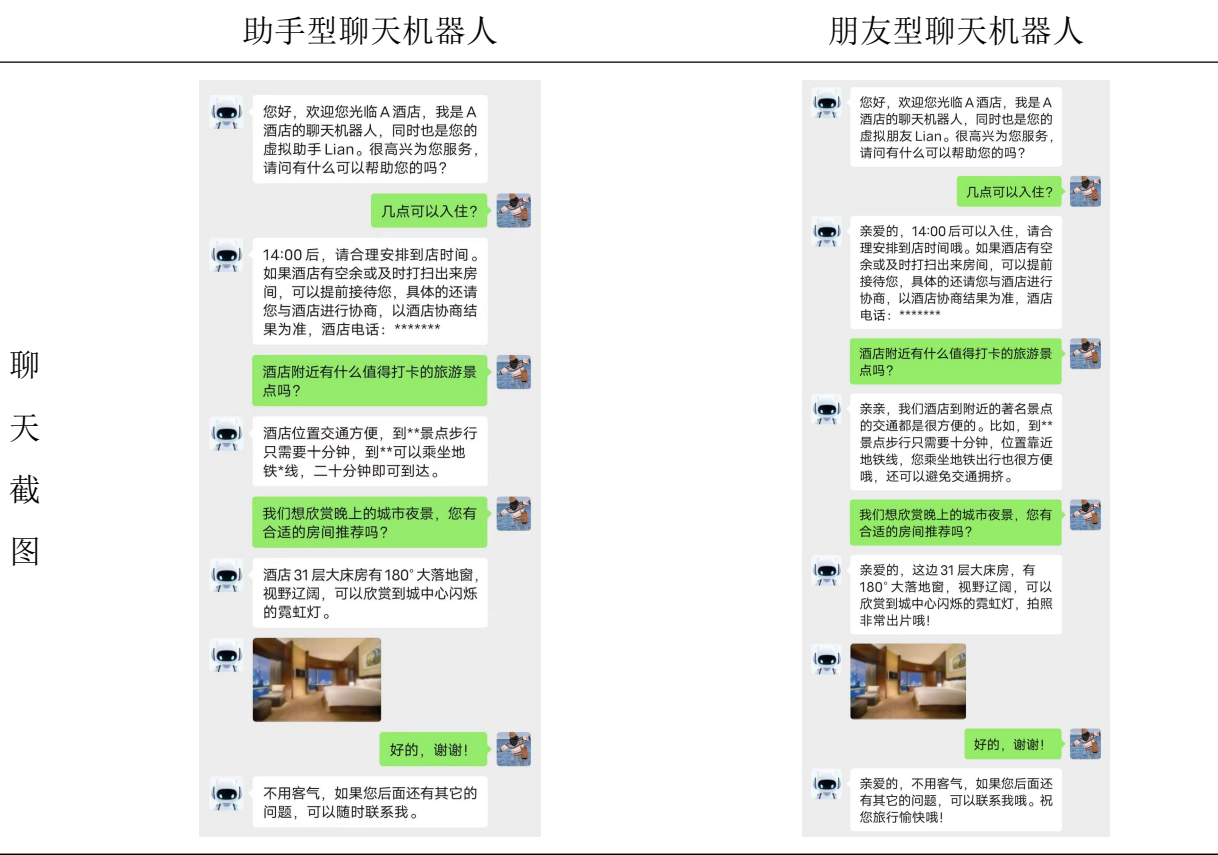 助手型聊天机器人
朋友型聊天机器人
聊
天
截
图
您好，欢迎您光临A酒店，我是A
酒店的聊天机器人，同时也是您的
虚拟助手Lian。很高兴为您服务，
请问有什么可以帮助您的吗？
几点可以入住？
14:00后，请合理安排到店时间。
如果酒店有空余或及时打扫出来房
间，可以提前接待您，具体的还请
您与酒店进行协商，以酒店协商结
果为准，酒店电话：*******
酒店附近有什么值得打卡的旅游景
点吗？
酒店位置交通方便，到**景点步行
只需要十分钟，到**可以乘坐地
铁*线，二十分钟即可到达。
我们想欣赏晚上的城市夜景，您有
合适的房间推荐吗？
酒店31层大床房有180°大落地窗，
视野辽阔，可以欣赏到城中心闪烁
的霓虹灯。
好的，谢谢！
不用客气，如果您后面还有其它的
问题，可以随时联系我。
您好，欢迎您光临A酒店，我是A
酒店的聊天机器人，同时也是您的
虚拟朋友Lian。很高兴为您服务，
请问有什么可以帮助您的吗？
几点可以入住？
亲爱的，14:00后可以入住，请合
理安排到店时间哦。如果酒店有空
余或及时打扫出来房间，可以提前
接待您，具体的还请您与酒店进行
协商，以酒店协商结果为准，酒店
电话：*******
酒店附近有什么值得打卡的旅游景
点吗？
亲亲，我们酒店到附近的著名景点
的交通都是很方便的。比如，到**
景点步行只需要十分钟，位置靠近
地铁线，您乘坐地铁出行也很方便
哦，还可以避免交通拥挤。
我们想欣赏晚上的城市夜景，您有
合适的房间推荐吗？
亲爱的，这边31层大床房，有
180°大落地窗，视野辽阔，可以
欣赏到城中心闪烁的霓虹灯，拍照
非常出片哦！
好的，谢谢！
亲爱的，不用客气，如果您后面还
有其它的问题，可以联系我哦。祝
您旅行愉快哦！